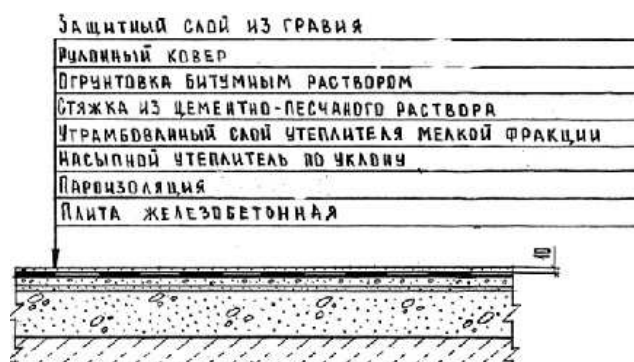 Защитный слой из гравия
Рулонный ковер
Огрунтовка битумным раствором
Стяжка из цементно-песчаного раствора
Утрамбованный слой утеплителя мелкой фракции
Насыпной утеплитель по уклону
Пароизоляция
Плита железобетонная
10